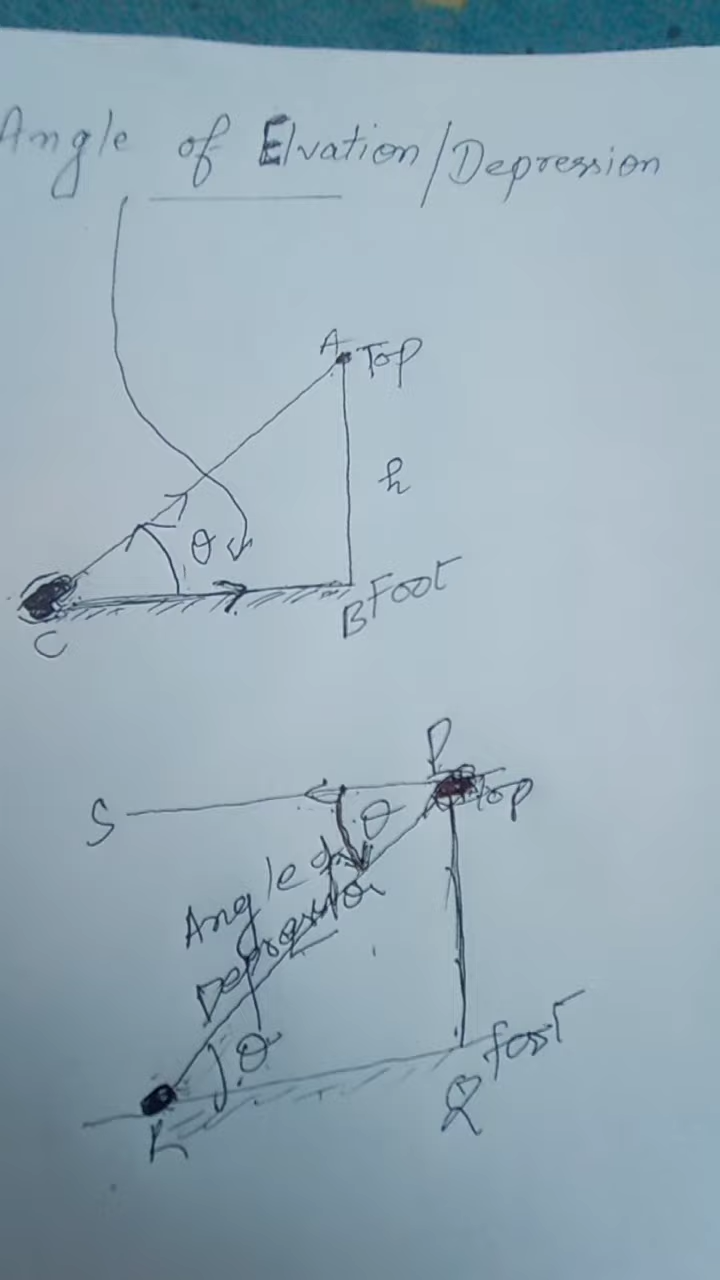 Angle of Elvation/Depression
A Top
h
θ
B Foot
C
P
S
θ
Top
Angle of
Depression
θ
foot
Q
R